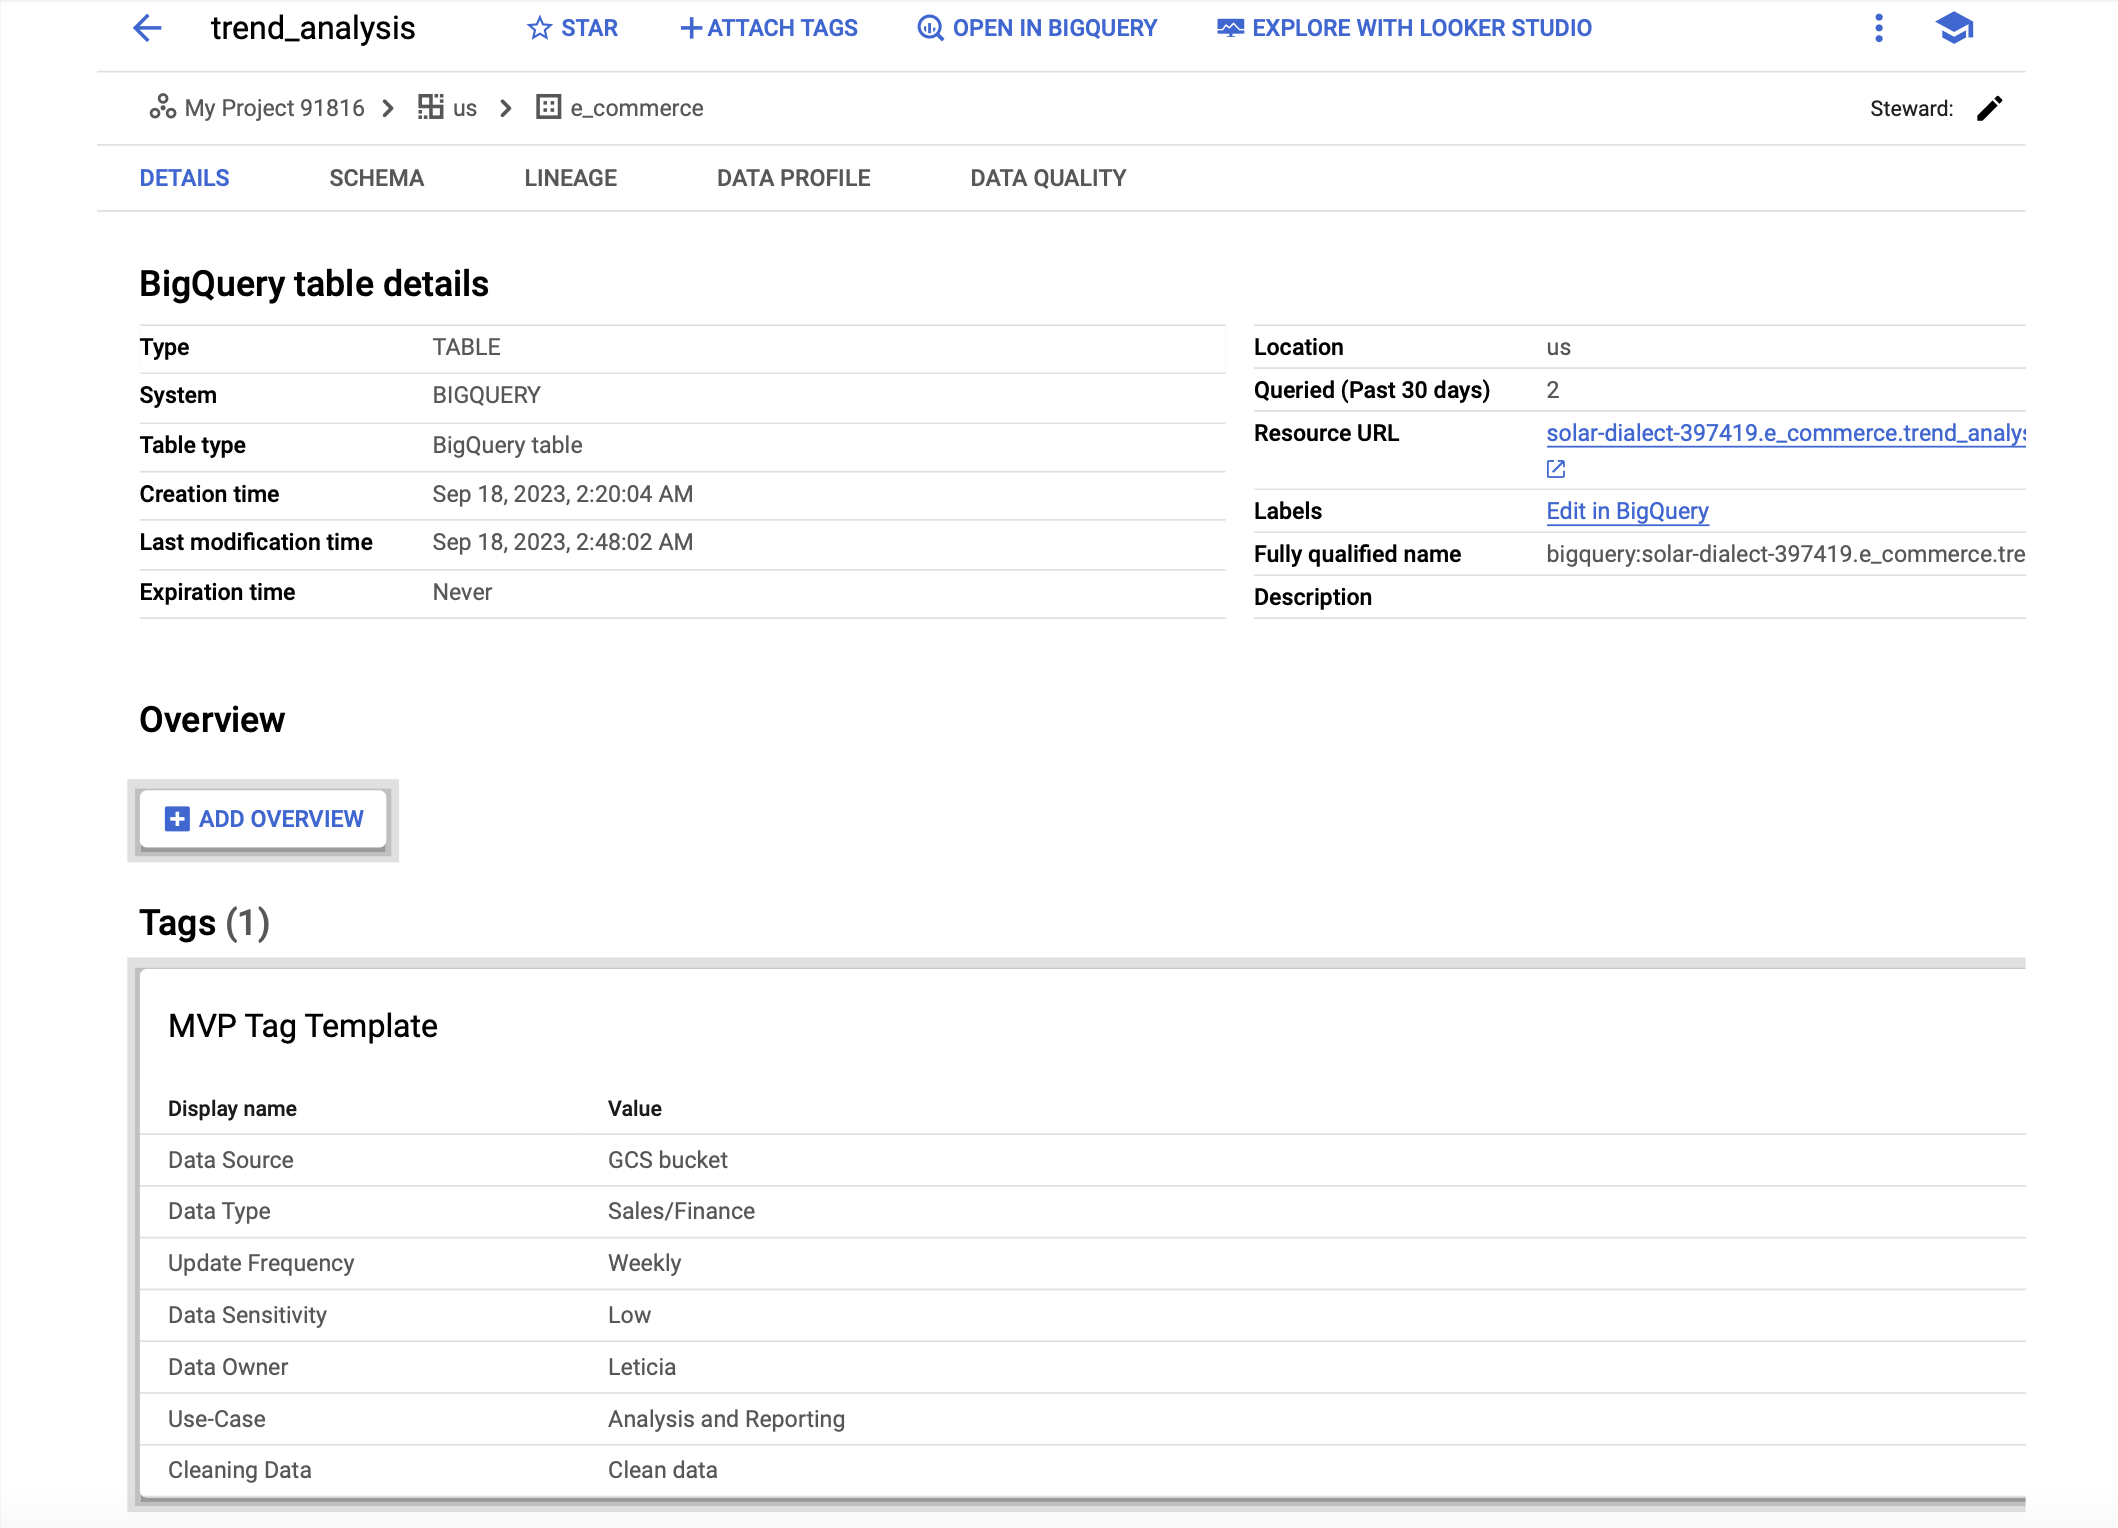 trend_analysis STAR ATTACH TAGS OPEN IN BIGQUERY EXPLORE WITH LOOKER STUDIO
My Project 91816 us e_commerce Steward:
DETAILS SCHEMA LINEAGE DATA PROFILE DATA QUALITY
BigQuery table details
Type TABLE
System BIGQUERY
Table type BigQuery table
Creation time Sep 18, 2023, 2:20:04 AM
Last modification time Sep 18, 2023, 2:48:02 AM
Expiration time Never
Location us
Queried (Past 30 days) 2
Resource URL solar-dialect-397419.e_commerce.trend_analys
Labels Edit in BigQuery
Fully qualified name bigquery:solar-dialect-397419.e_commerce.tre
Description
Overview
ADD OVERVIEW
Tags (1)
MVP Tag Template
Display name Value
Data Source GCS bucket
Data Type Sales/Finance
Update Frequency Weekly
Data Sensitivity Low
Data Owner Leticia
Use-Case Analysis and Reporting
Cleaning Data Clean data